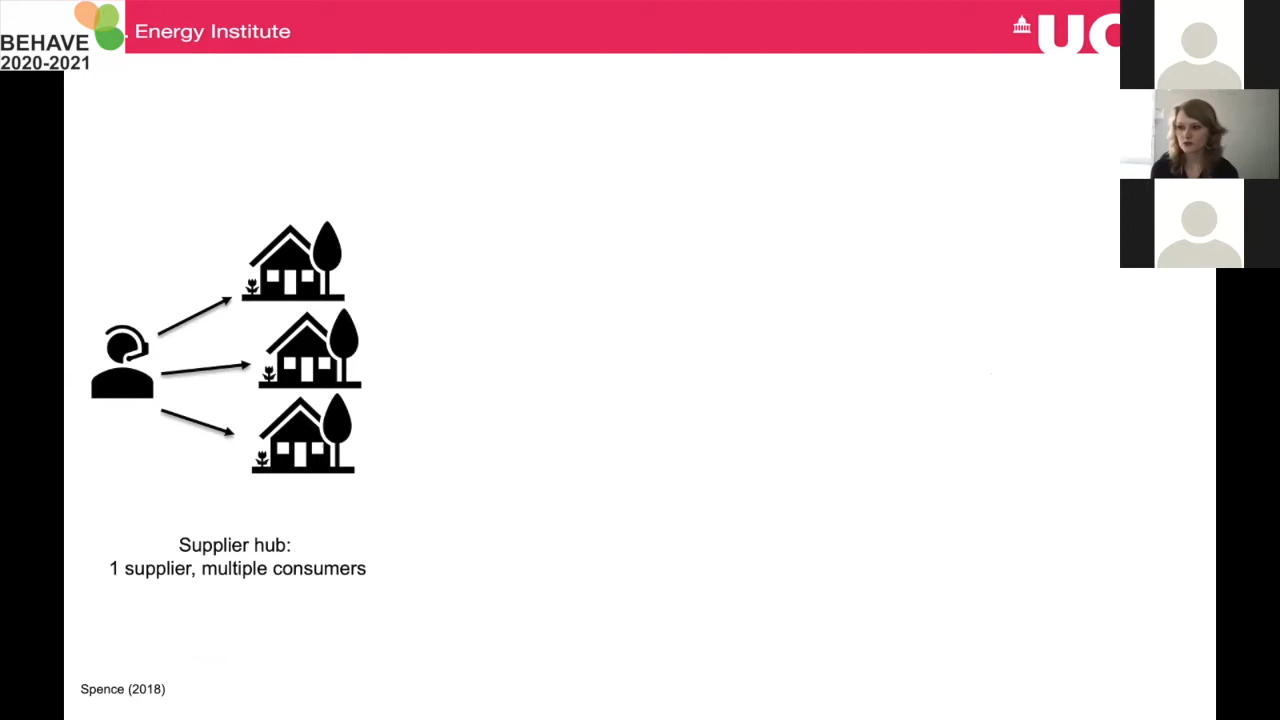 BEHAVE
2020-2021
. Energy Institute
UC
Supplier hub:
1 supplier, multiple consumers
Spence (2018)